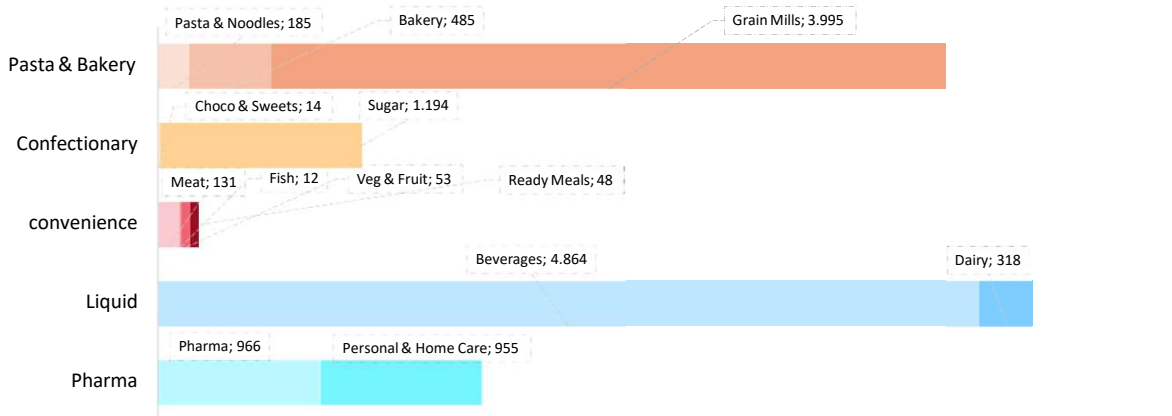 Pasta & Noodles; 185
Bakery; 485
Grain Mills; 3.995
Pasta & Bakery
Choco & Sweets; 14
Sugar; 1.194
Confectionary
Meat; 131
Fish; 12
Veg & Fruit; 53
Ready Meals; 48
convenience
Beverages; 4.864
Dairy; 318
Liquid
Pharma; 966
Personal & Home Care; 955
Pharma